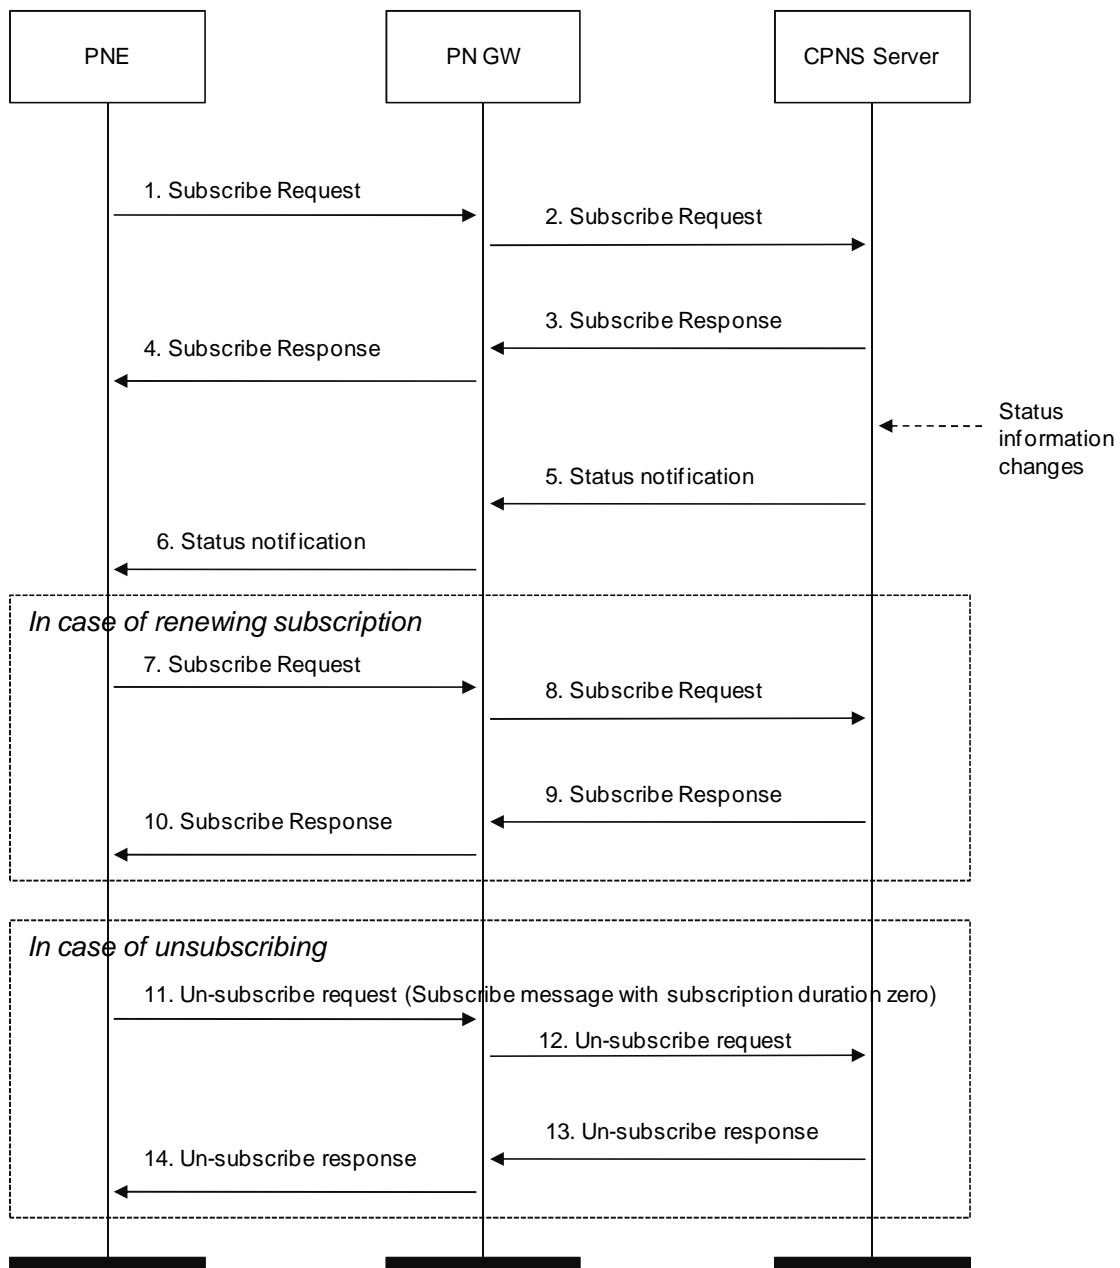 PNE
PN GW
CPNS Server
1. Subscribe Request
2. Subscribe Request
3. Subscribe Response
4. Subscribe Response
Status
information
changes
5. Status notification
6. Status notification
In case of renewing subscription
7. Subscribe Request
8. Subscribe Request
9. Subscribe Response
10. Subscribe Response
In case of unsubscribing
11. Un-subscribe request (Subscribe message with subscription duration zero)
12. Un-subscribe request
13. Un-subscribe response
14. Un-subscribe response